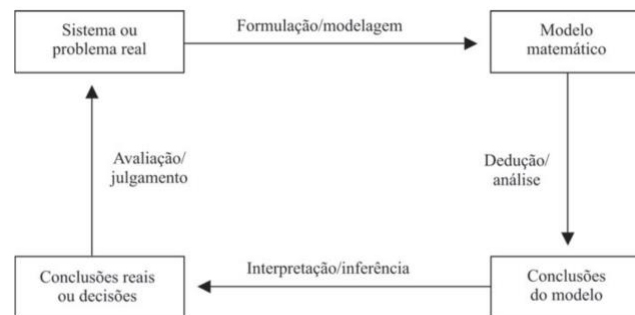 Sistema ou
problema real
Formulação/modelagem
Modelo
matemático
Avaliação/
julgamento
Dedução/
análise
Conclusões reais
ou decisões
Interpretação/inferência
Conclusões
do modelo